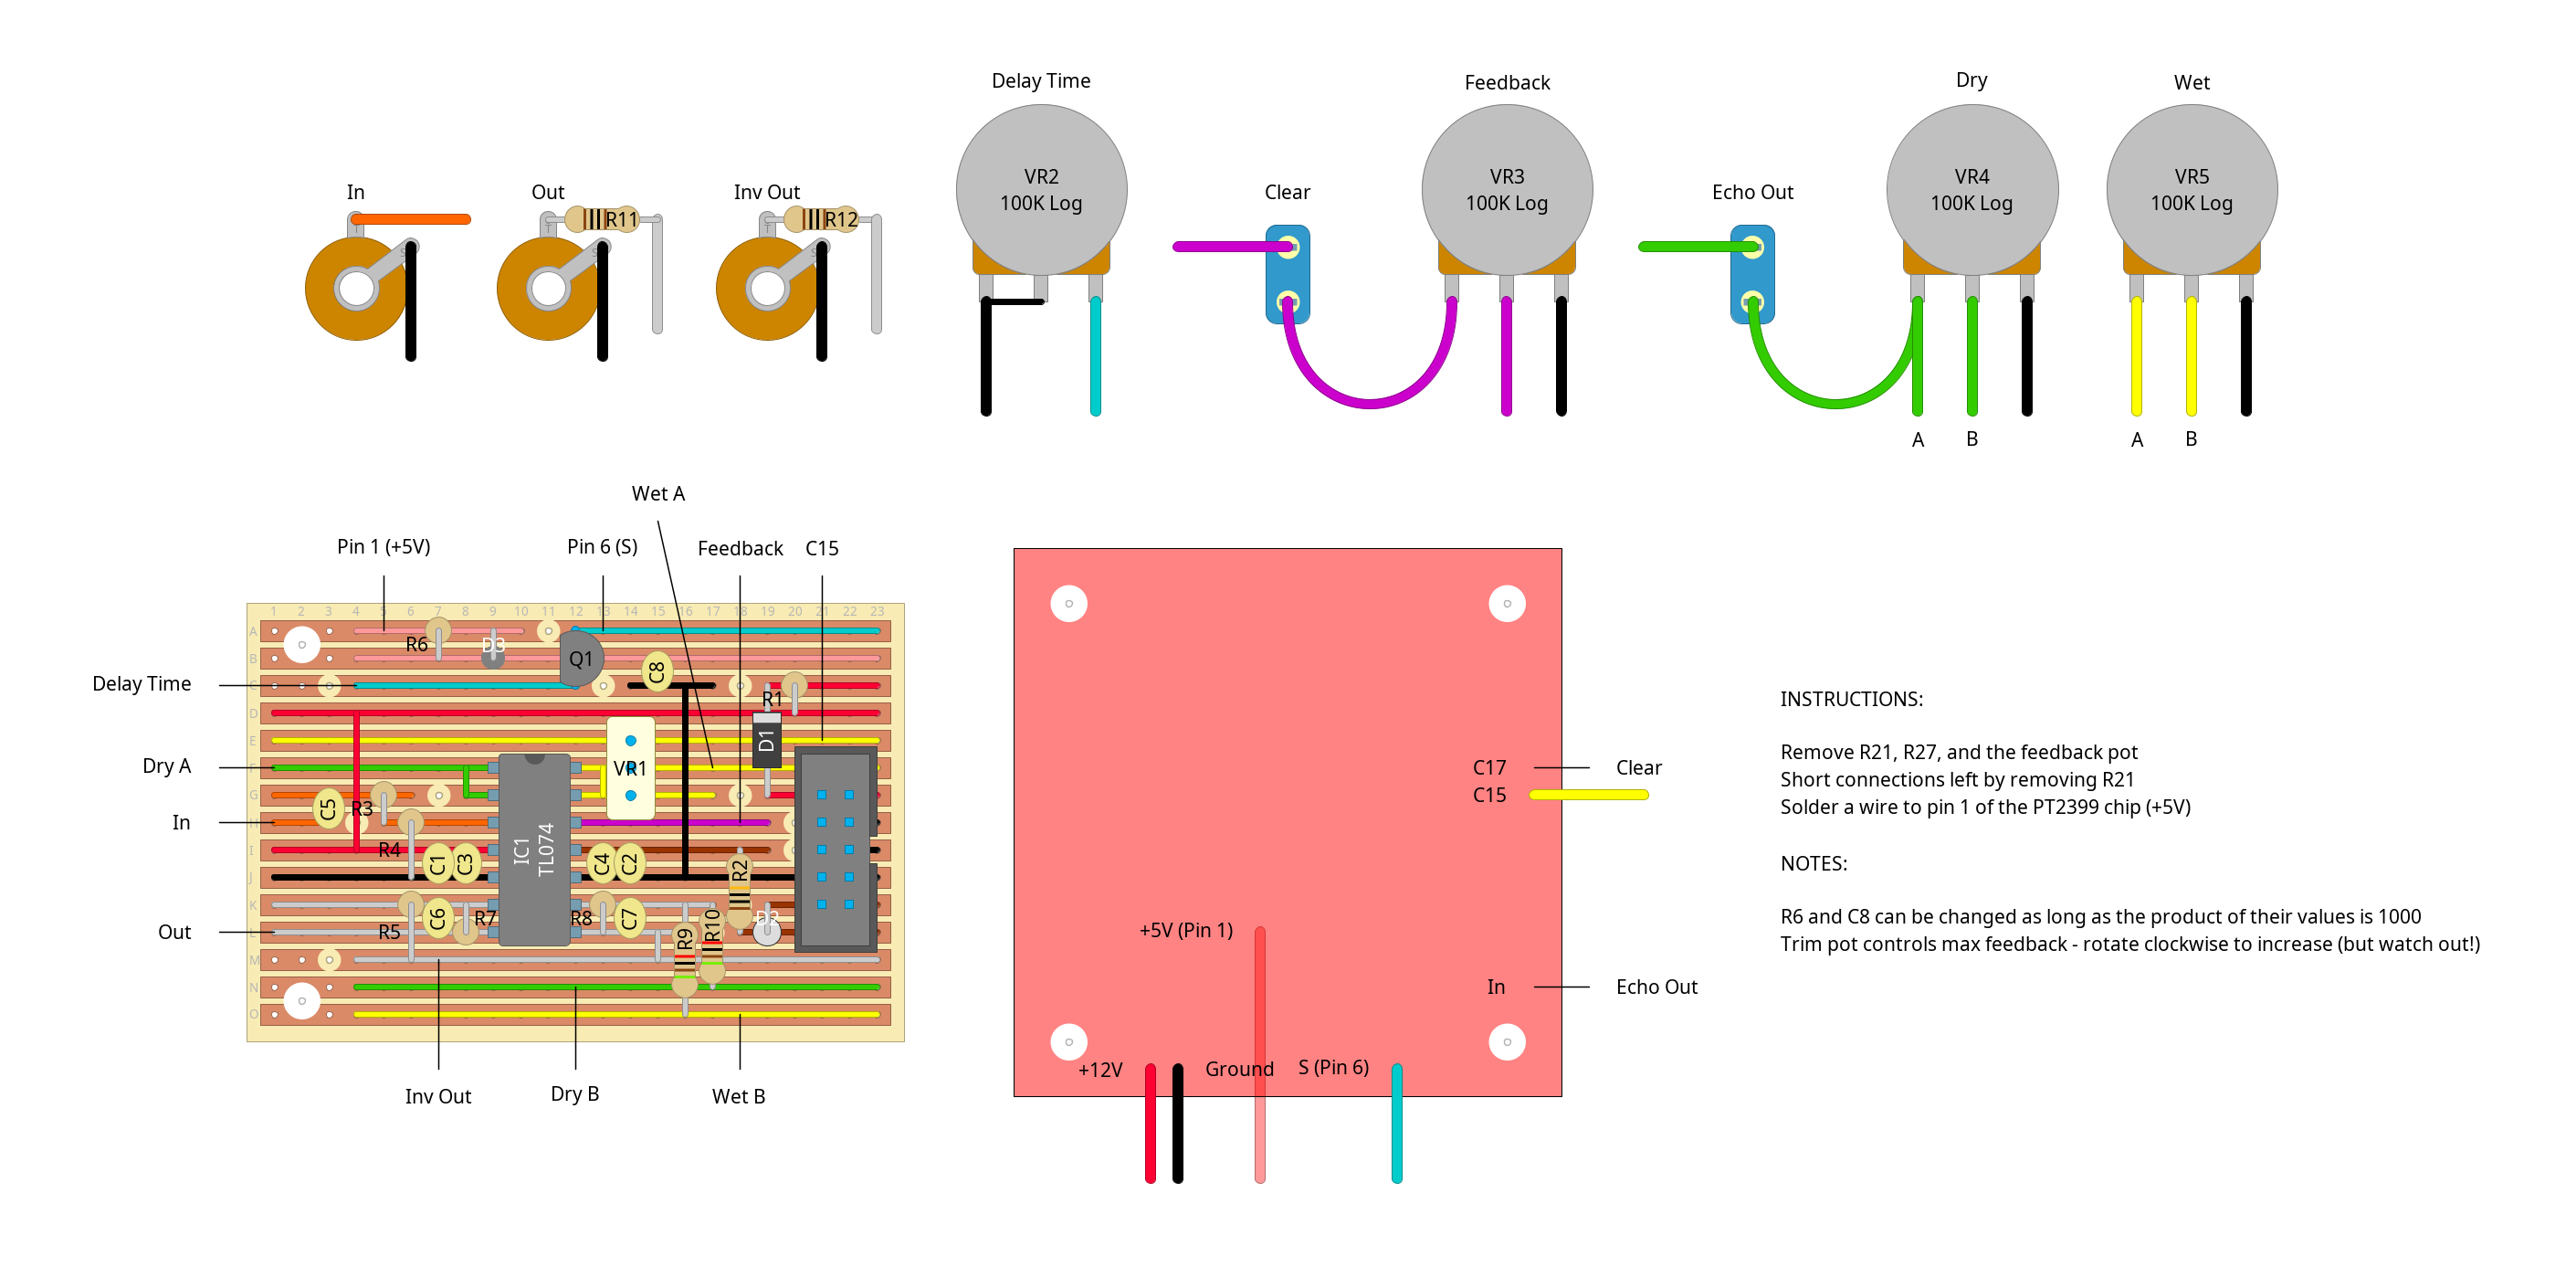 Delay Time
Feedback
Dry
Wet
VR2
100K Log
VR3
100K Log
VR4
100K Log
VR5
100K Log
In
Out
Inv Out
Clear
Echo Out
T
S
T
S
R11
T
S
R12
A
B
A
B
Wet A
Pin 1 (+5V)
Pin 6 (S)
Feedback
C15
1 2 3 4 5 6 7 8 9 10 11 12 13 14 15 16 17 18 19 20 21 22 23
A
B
C
D
E
F
G
H
I
J
K
L
M
N
O
R6
D3
Q1
C8
Delay Time
R1
D1
Dry A
VR1
C5
R3
In
IC1
TL074
R4
C1
C3
C4
C2
R2
C6
R7
R8
C7
R10
D2
Out
R5
R9
Inv Out
Dry B
Wet B
C17
Clear
C15
+5V (Pin 1)
In
Echo Out
+12V
Ground
S (Pin 6)
INSTRUCTIONS:
Remove R21, R27, and the feedback pot
Short connections left by removing R21
Solder a wire to pin 1 of the PT2399 chip (+5V)
NOTES:
R6 and C8 can be changed as long as the product of their values is 1000
Trim pot controls max feedback - rotate clockwise to increase (but watch out!)